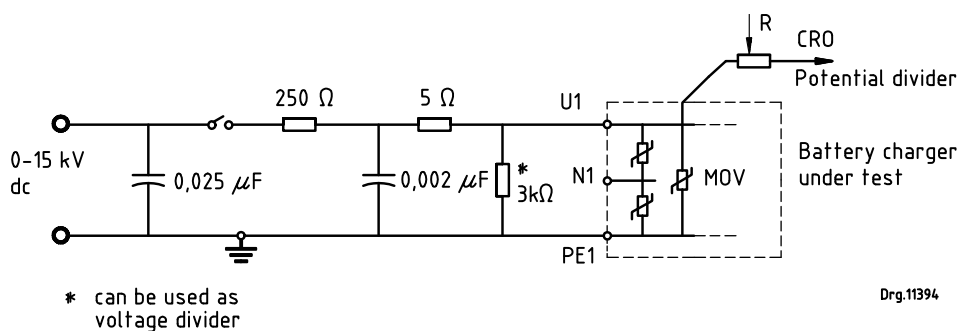 R
CRO
Potential divider
250 Ω
5 Ω
U1
0-15 kV
dc
0,025 µF
0,002 µF
*
3kΩ
N1
MOV
Battery charger
under test
PE1
* can be used as
voltage divider
Drg.11394